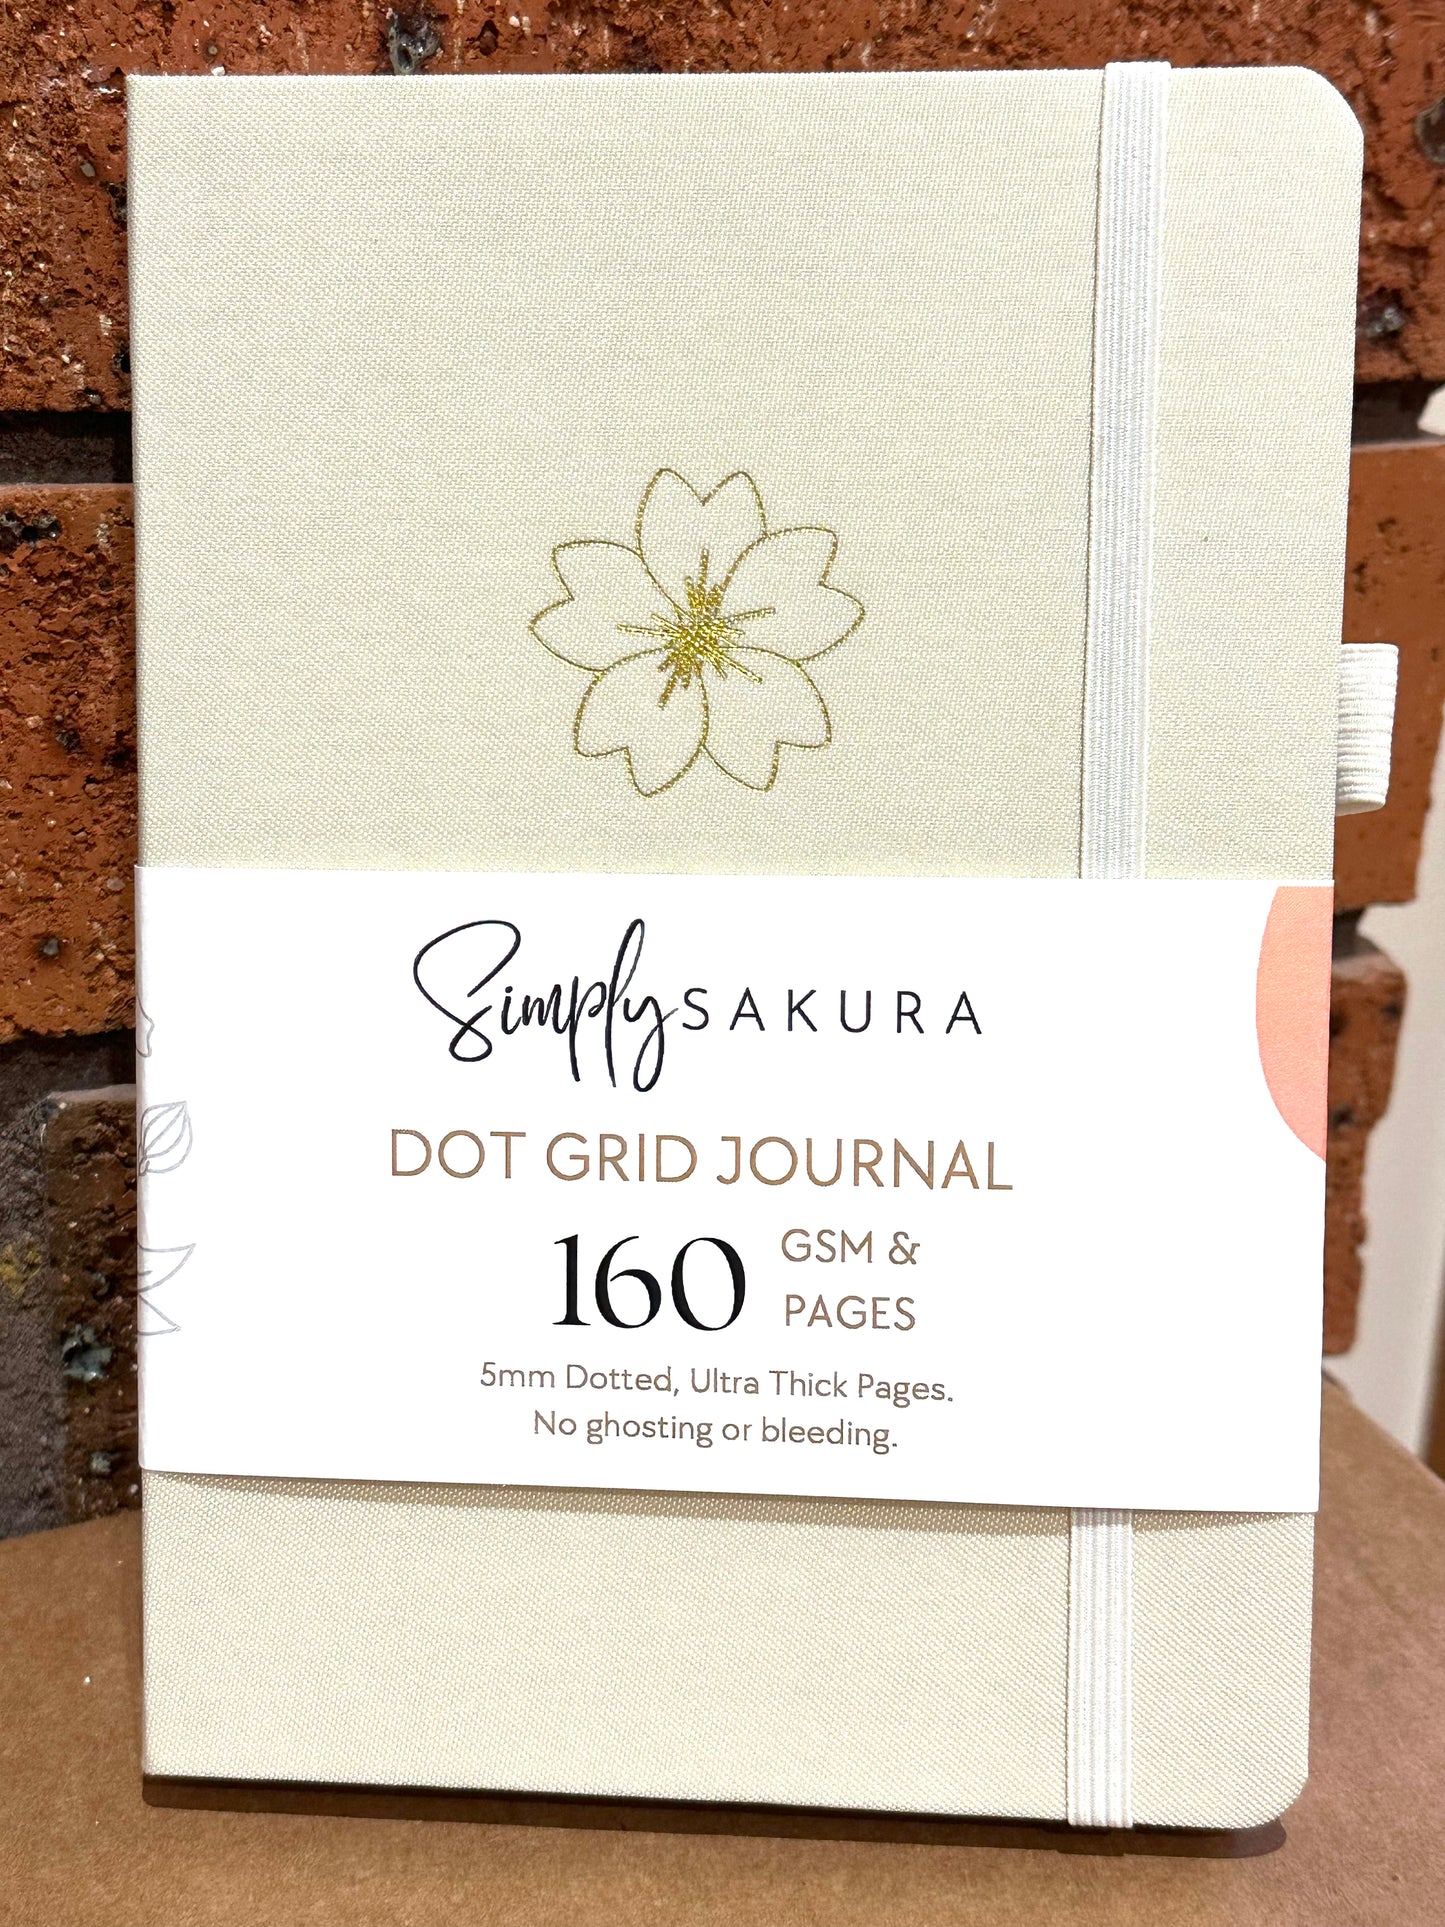 Simply SAKURA
DOT GRID JOURNAL
160 GSM &
PAGES
5mm Dotted, Ultra Thick Pages.
No ghosting or bleeding.